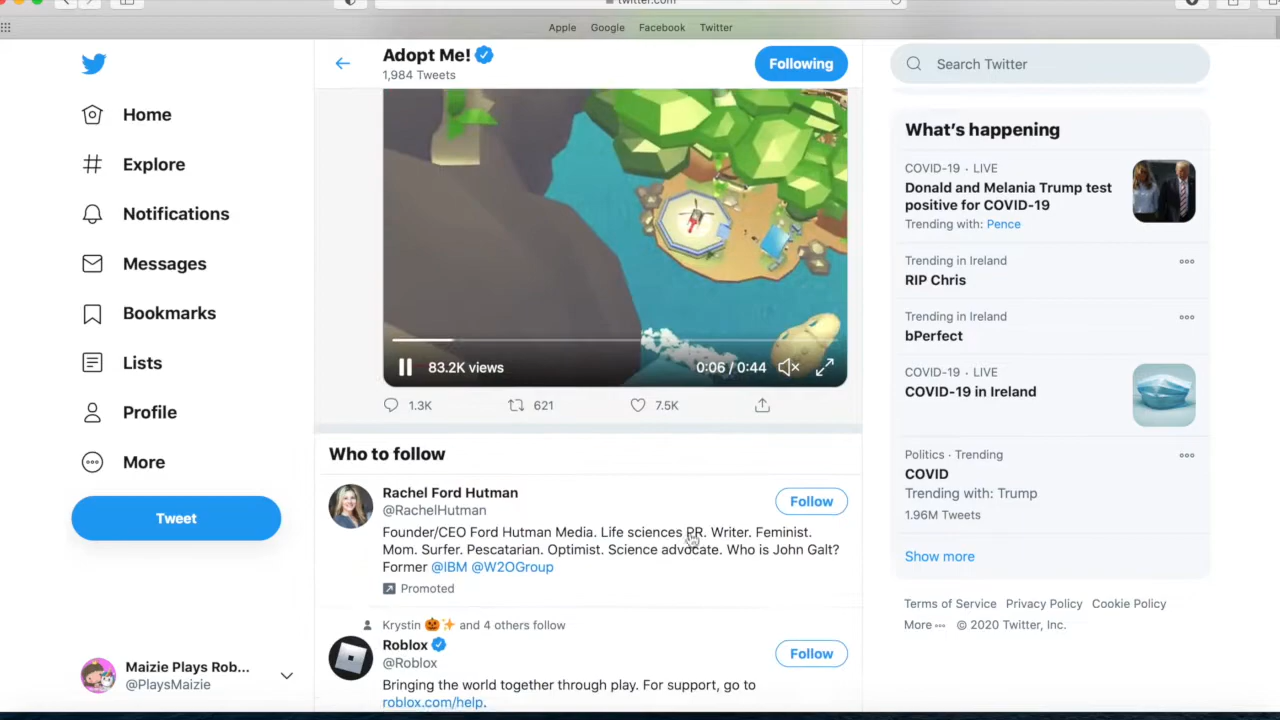 twitter.com
Apple Google Facebook Twitter
Home
Explore
Notifications
Messages
Bookmarks
Lists
Profile
More
Tweet
Maizie Plays Rob...
@PlaysMaizie
Adopt Me!
1,984 Tweets
Following
83.2K views
0:06 / 0:44
1.3K 621 7.5K
Who to follow
Rachel Ford Hutman
@RachelHutman
Follow
Founder/CEO Ford Hutman Media. Life sciences PR. Writer. Feminist.
Mom. Surfer. Pescatarian. Optimist. Science advocate. Who is John Galt?
Former @IBM @W2OGroup
Promoted
Krystin 🎃✨ and 4 others follow
Roblox
@Roblox
Follow
Bringing the world together through play. For support, go to
roblox.com/help.
Search Twitter
What's happening
COVID-19 · LIVE
Donald and Melania Trump test
positive for COVID-19
Trending with: Pence
Trending in Ireland
RIP Chris
Trending in Ireland
bPerfect
COVID-19 · LIVE
COVID-19 in Ireland
Politics · Trending
COVID
Trending with: Trump
1.96M Tweets
Show more
Terms of Service Privacy Policy Cookie Policy
More © 2020 Twitter, Inc.